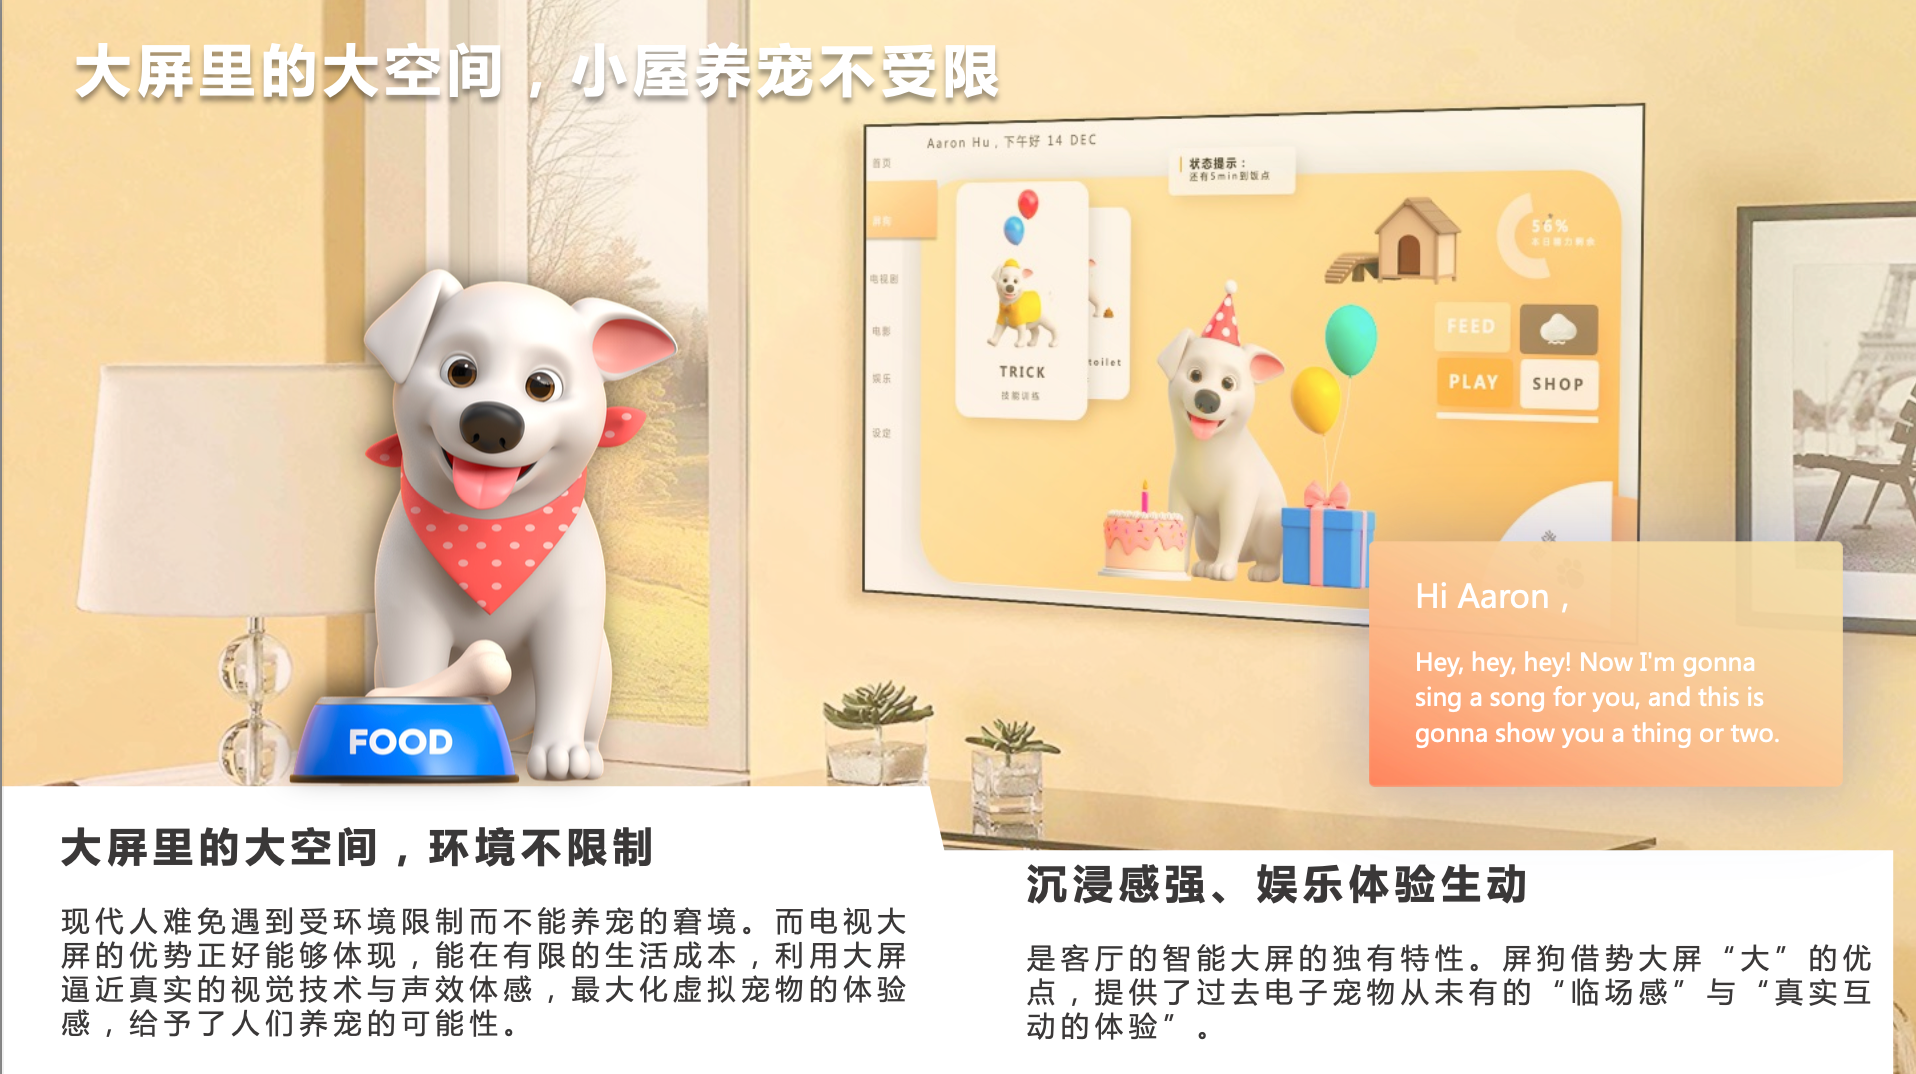 大屏里的大空间，小屋养宠不受限
Aaron Hu , 下午好 14 DEC
首页
屏狗
电视剧
电影
娱乐
设定
状态提示：
还有5min到饭点
TRICK
技能训练
toilet
56%
FEED
PLAY
SHOP
FOOD
Hi Aaron ,
Hey, hey, hey! Now I'm gonna
sing a song for you, and this is
gonna show you a thing or two.
大屏里的大空间，环境不限制
现代人难免遇到受环境限制而不能养宠的窘境。而电视大
屏的优势正好能够体现，能在有限的生活成本，利用大屏
逼近真实的视觉技术与声效体感，最大化虚拟宠物的体验
感，给予了人们养宠的可能性。
沉浸感强、娱乐体验生动
是客厅的智能大屏的独有特性。屏狗借势大屏“大”的优
点，提供了过去电子宠物从未有的“临场感”与“真实互
动的体验”。